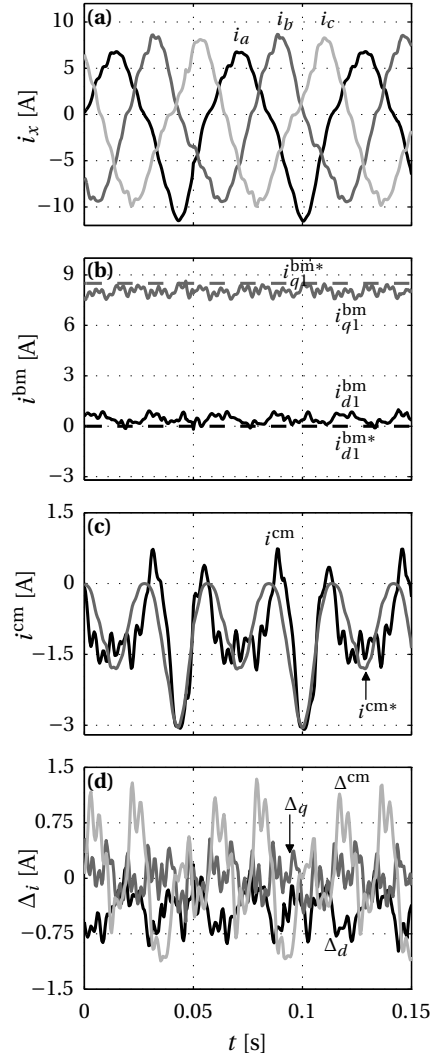 (a)
10
5
0
−5
−10
i_x [A]
i_a
i_b
i_c
(b)
9
6
3
0
−3
i^bm [A]
i_q1^bm*
i_q1^bm
i_d1^bm
i_d1^bm*
(c)
1.5
0
−1.5
−3
i^cm [A]
i^cm
i^cm*
(d)
1.5
0.75
0
−0.75
−1.5
Δ_i [A]
Δ_q
Δ^cm
Δ_d
0 0.05 0.1 0.15
t [s]